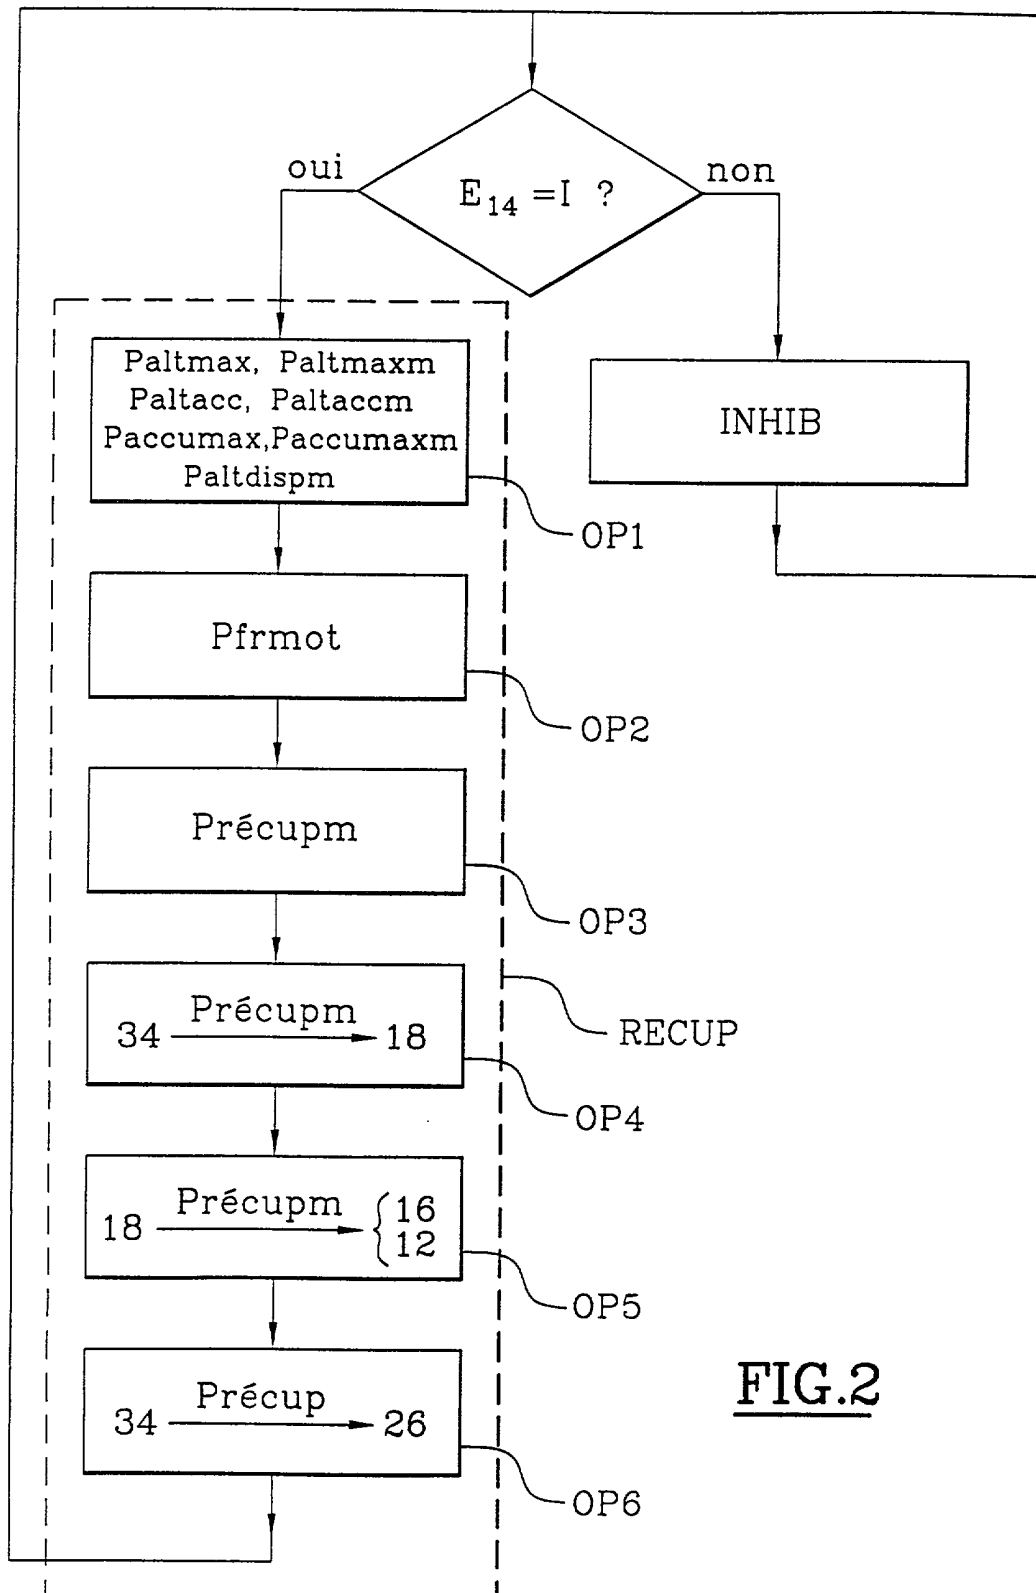 oui
non
E14 =I ?
Paltmax, Paltmaxm
Paltacc, Paltaccm
Paccumax,Paccumaxm
Paltdispm
INHIB
OP1
Pfrmot
OP2
Précupm
OP3
Précupm
34 18
RECUP
OP4
Précupm
18 { 16
12
OP5
Précup
34 26
OP6
FIG.2